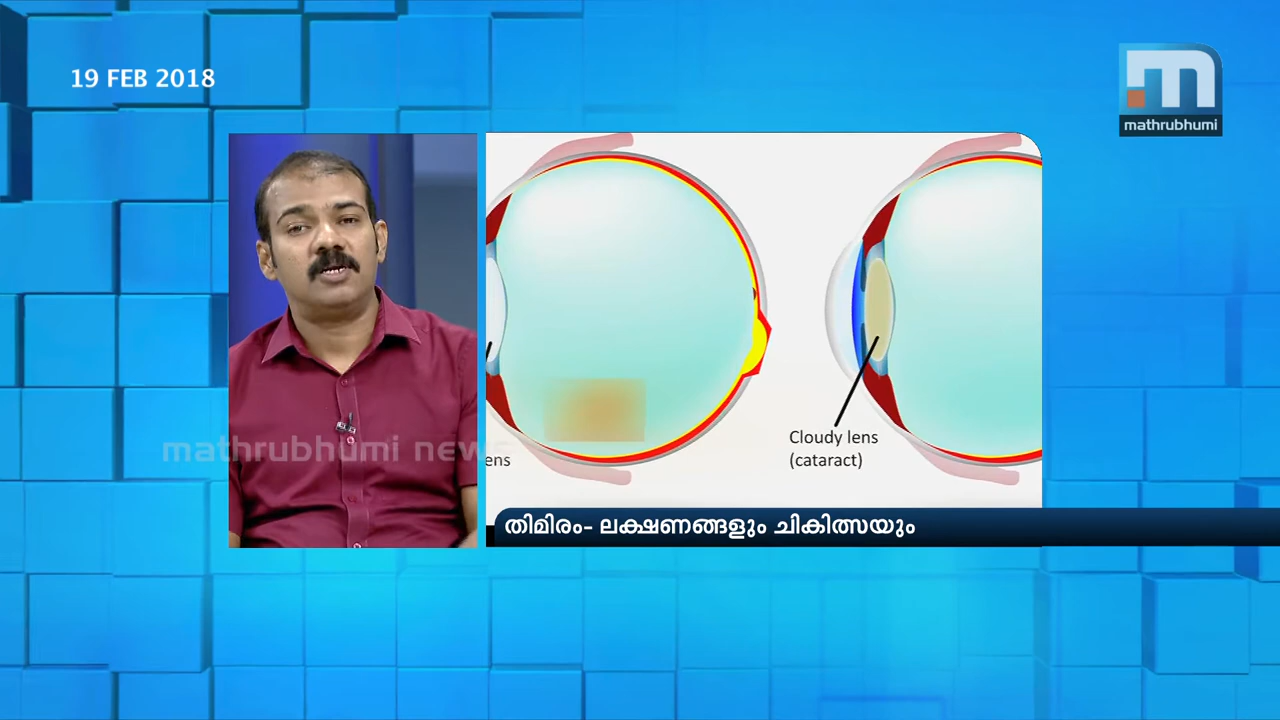 19 FEB 2018
mathrubhumi
mathrubhumi news
ens
Cloudy lens
(cataract)
തിമിരം- ലക്ഷണങ്ങളും ചികിത്സയും